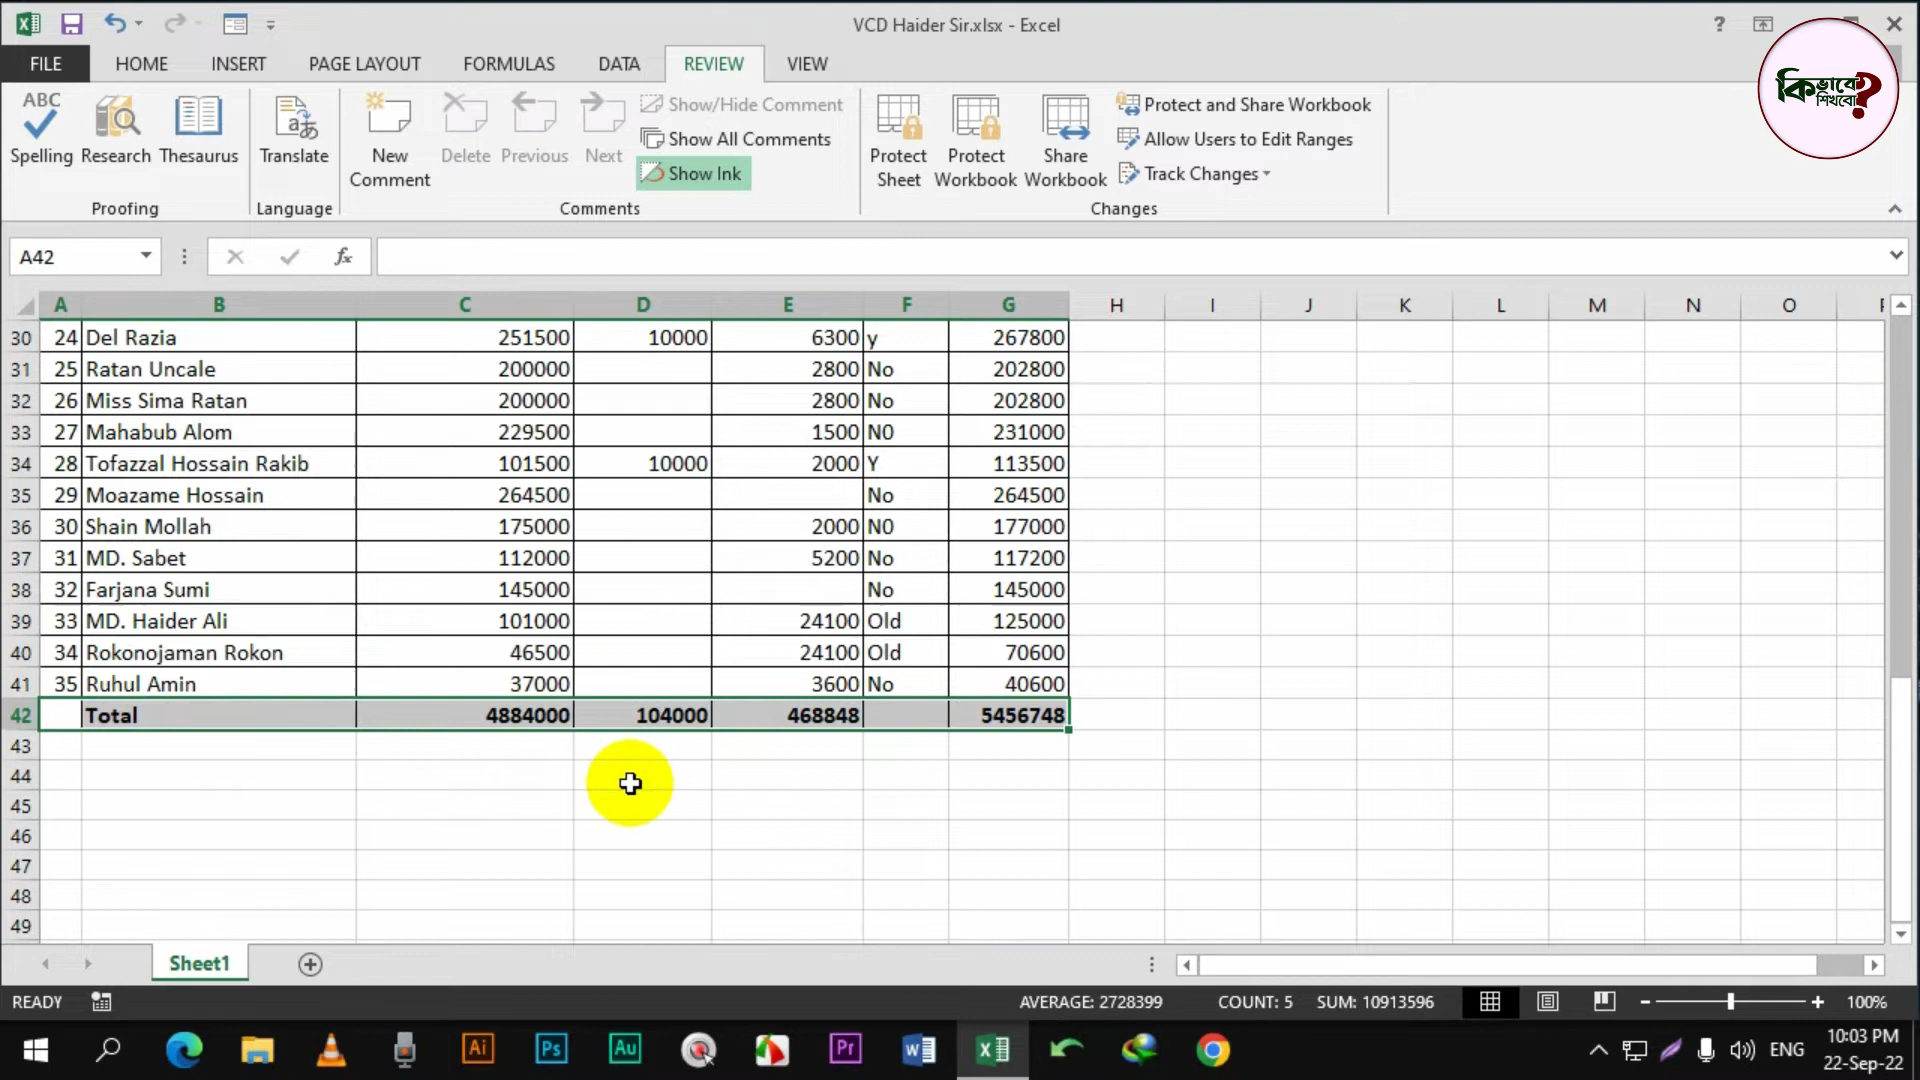 VCD Haider Sir.xlsx - Excel
?
FILE HOME INSERT PAGE LAYOUT FORMULAS DATA REVIEW VIEW
কিভাবে শিখবো?
ABC
Spelling Research Thesaurus
Proofing
Translate
Language
New Comment
Delete Previous Next
Show/Hide Comment
Show All Comments
Show Ink
Comments
Protect Sheet
Protect Workbook
Share Workbook
Protect and Share Workbook
Allow Users to Edit Ranges
Track Changes
Changes
A42 fx
A B C D E F G H I J K L M N O
30 24 Del Razia 251500 10000 6300 y 267800
31 25 Ratan Uncale 200000 2800 No 202800
32 26 Miss Sima Ratan 200000 2800 No 202800
33 27 Mahabub Alom 229500 1500 N0 231000
34 28 Tofazzal Hossain Rakib 101500 10000 2000 Y 113500
35 29 Moazame Hossain 264500 No 264500
36 30 Shain Mollah 175000 2000 N0 177000
37 31 MD. Sabet 112000 5200 No 117200
38 32 Farjana Sumi 145000 No 145000
39 33 MD. Haider Ali 101000 24100 Old 125000
40 34 Rokonojaman Rokon 46500 24100 Old 70600
41 35 Ruhul Amin 37000 3600 No 40600
42 Total 4884000 104000 468848 5456748
43
44
45
46
47
48
49
Sheet1
READY AVERAGE: 2728399 COUNT: 5 SUM: 10913596 100%
Ai Ps Au Pr W X ENG
10:03 PM
22-Sep-22